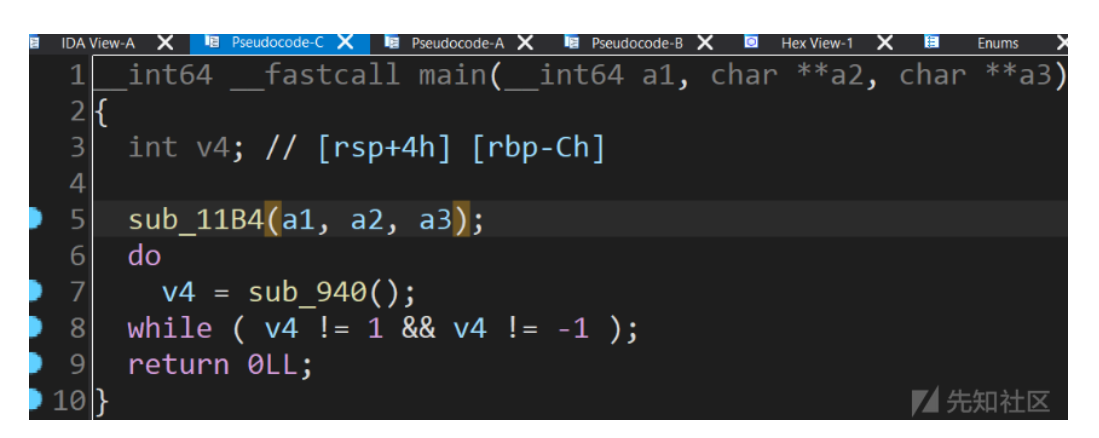 IDA View-A Pseudocode-C Pseudocode-A Pseudocode-B Hex View-1 Enums
1 __int64 __fastcall main(__int64 a1, char **a2, char **a3)
2 {
3 int v4; // [rsp+4h] [rbp-Ch]
4
5 sub_11B4(a1, a2, a3);
6 do
7 v4 = sub_940();
8 while ( v4 != 1 && v4 != -1 );
9 return 0LL;
10 }
先知社区